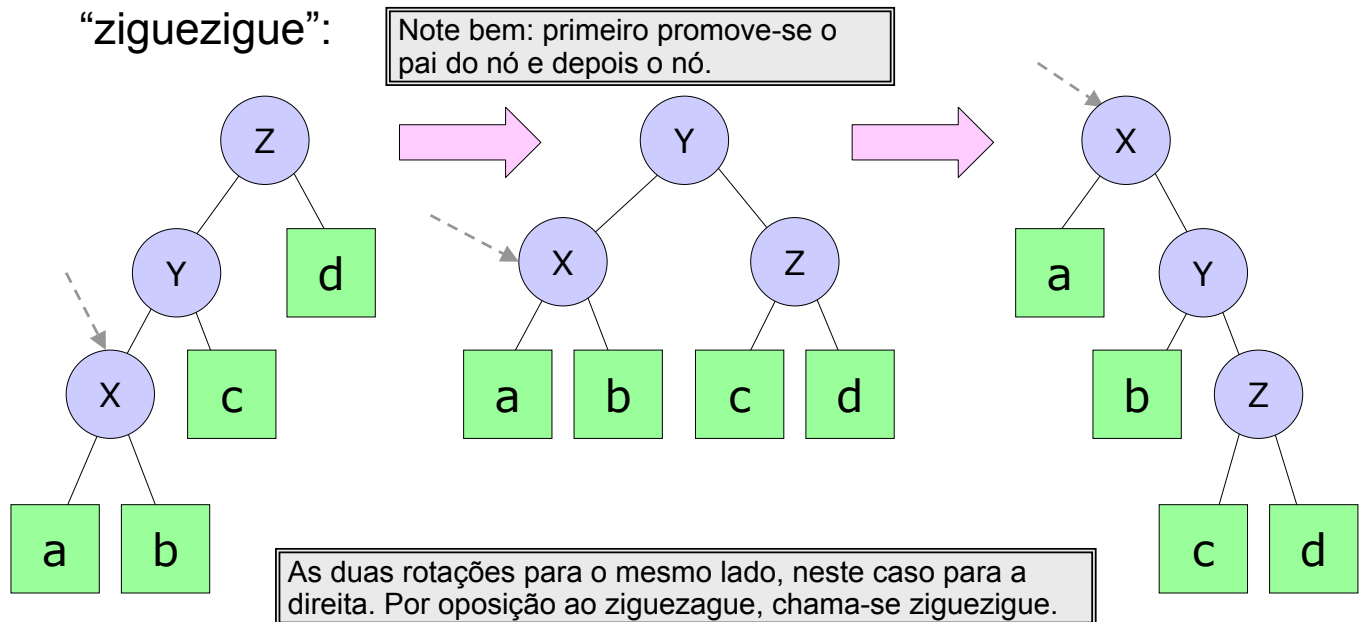 “ziguezigue”:
Note bem: primeiro promove-se o
pai do nó e depois o nó.
Z
Y
X
Y
d
X
Z
a
Y
X
c
a
b
c
d
b
Z
a
b
c
d
As duas rotações para o mesmo lado, neste caso para a
direita. Por oposição ao ziguezague, chama-se ziguezigue.